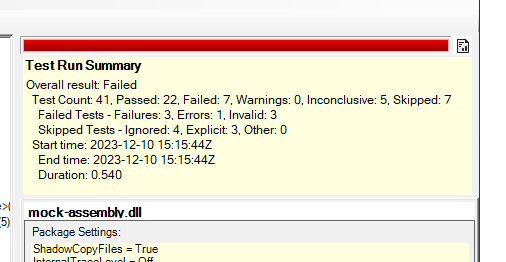 Test Run Summary
Overall result: Failed
Test Count: 41, Passed: 22, Failed: 7, Warnings: 0, Inconclusive: 5, Skipped: 7
Failed Tests - Failures: 3, Errors: 1, Invalid: 3
Skipped Tests - Ignored: 4, Explicit: 3, Other: 0
Start time: 2023-12-10 15:15:44Z
End time: 2023-12-10 15:15:44Z
Duration: 0.540
e>(
(5)
mock-assembly.dll
Package Settings:
ShadowCopyFiles = True
InternalTraceLevel = Off